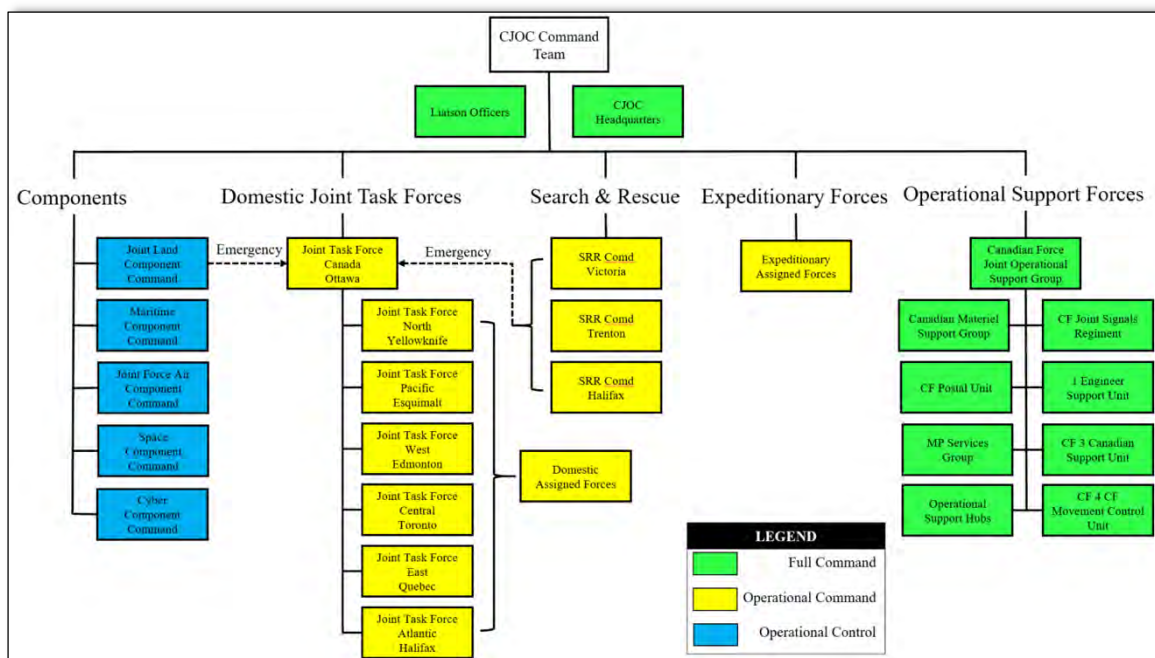 CJOC Command
Team
Liaison Officers
CJOC
Headquarters
Components
Domestic Joint Task Forces
Search & Rescue
Expeditionary Forces
Operational Support Forces
Joint Land
Component
Command
Emergency
Joint Task Force
Canada
Ottawa
Emergency
SRR Comd
Victoria
Expeditionary
Assigned Forces
Canadian Force
Joint Operational
Support Group
Maritime
Component
Command
Joint Task Force
North
Yellowknife
SRR Comd
Trenton
Canadian Materiel
Support Group
CF Joint Signals
Regiment
Joint Force Air
Component
Command
Joint Task Force
Pacific
Esquimalt
SRR Comd
Halifax
CF Postal Unit
1 Engineer
Support Unit
Space
Component
Command
Joint Task Force
West
Edmonton
Domestic
Assigned Forces
MP Services
Group
CF 3 Canadian
Support Unit
Cyber
Component
Command
Joint Task Force
Central
Toronto
Operational
Support Hubs
CF 4 CF
Movement Control
Unit
Joint Task Force
East
Quebec
Joint Task Force
Atlantic
Halifax
LEGEND
Full Command
Operational Command
Operational Control